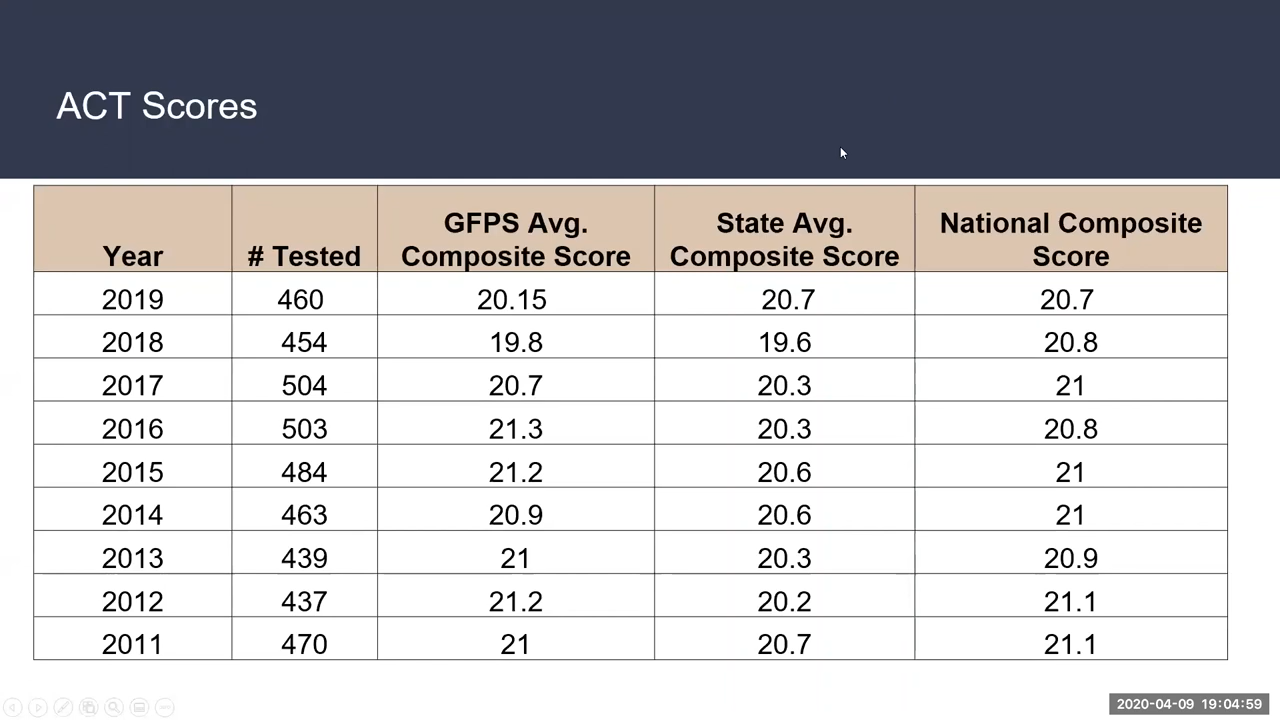 ACT Scores
Year # Tested GFPS Avg. Composite Score State Avg. Composite Score National Composite Score
2019 460 20.15 20.7 20.7
2018 454 19.8 19.6 20.8
2017 504 20.7 20.3 21
2016 503 21.3 20.3 20.8
2015 484 21.2 20.6 21
2014 463 20.9 20.6 21
2013 439 21 20.3 20.9
2012 437 21.2 20.2 21.1
2011 470 21 20.7 21.1
2020-04-09 19:04:59